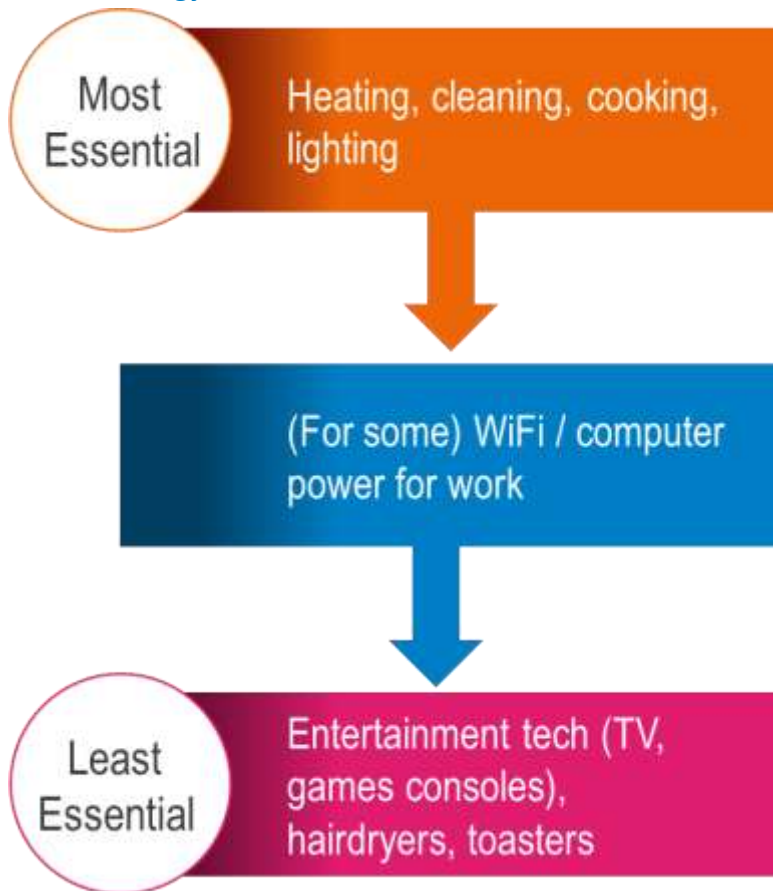 Most
Essential
Heating, cleaning, cooking,
lighting
(For some) WiFi / computer
power for work
Least
Essential
Entertainment tech (TV,
games consoles),
hairdryers, toasters